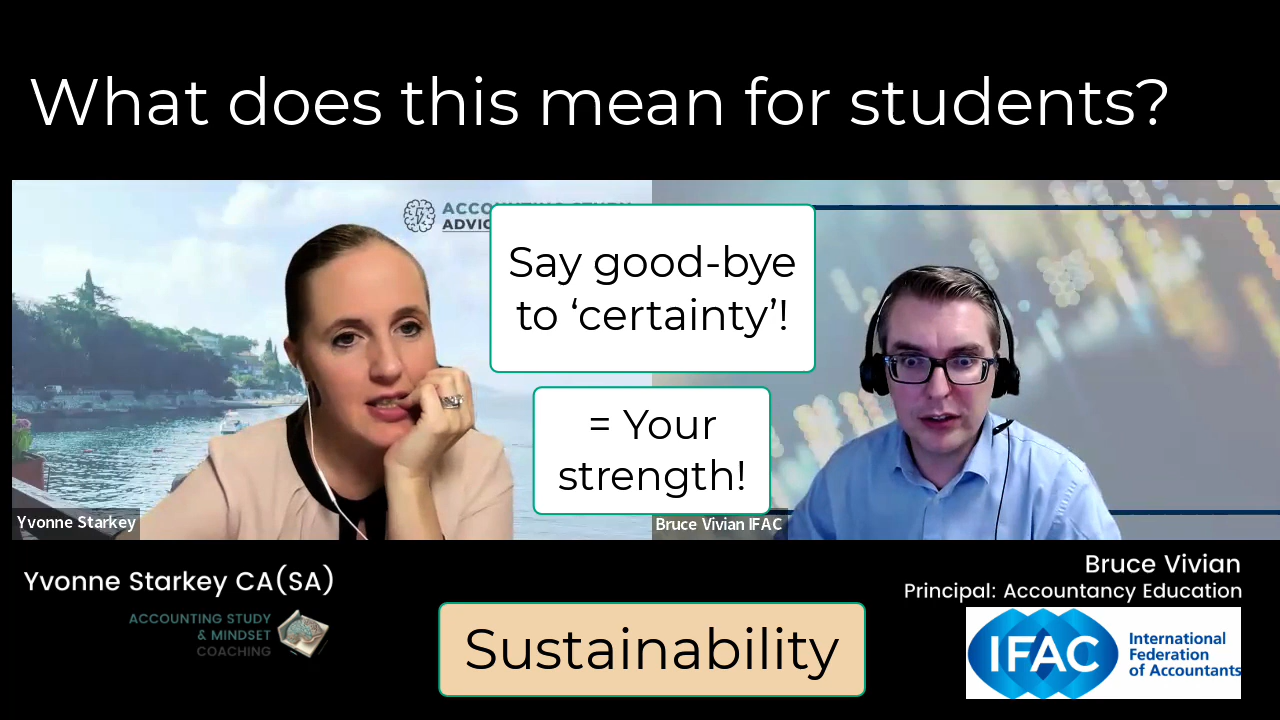 What does this mean for students?
ADVIC
Say good-bye
to ‘certainty’!
= Your
strength!
Yvonne Starkey
Bruce Vivian IFAC
Yvonne Starkey CA(SA)
ACCOUNTING STUDY
& MINDSET
COACHING
Bruce Vivian
Principal: Accountancy Education
IFAC
International
Federation
of Accountants
Sustainability